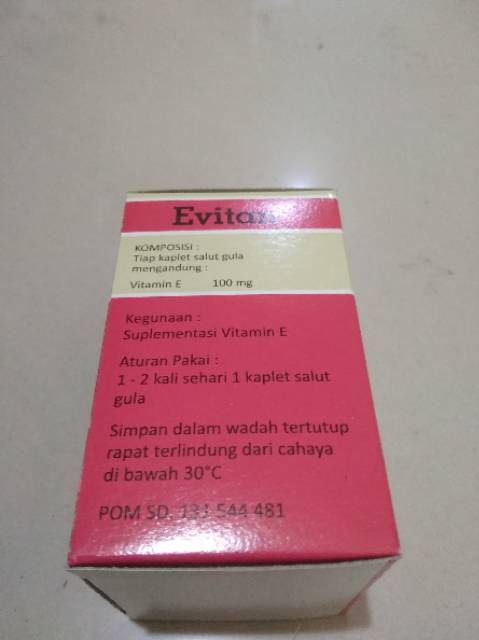 Evitan
KOMPOSISI :
Tiap kaplet salut gula
mengandung :
Vitamin E 100 mg
Kegunaan :
Suplementasi Vitamin E
Aturan Pakai :
1 - 2 kali sehari 1 kaplet salut
gula
Simpan dalam wadah tertutup
rapat terlindung dari cahaya
di bawah 30°C
POM SD. 131 544 481